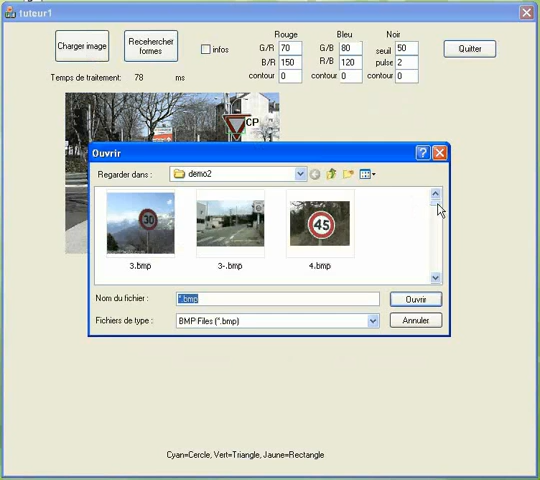 tuteur1
Charger image
Recehercher
formes
infos
Rouge
Bleu
Noir
G/R 70
G/B 80
seuil 50
B/R 150
R/B 120
pulse 2
contour 0
contour 0
contour 0
Quitter
Temps de traitement: 78 ms
CP
Ouvrir
Regarder dans : demo2
30
45
3.bmp
3-.bmp
4.bmp
Nom du fichier : *.bmp
Ouvrir
Fichiers de type : BMP Files (*.bmp)
Annuler
Cyan=Cercle, Vert=Triangle, Jaune=Rectangle